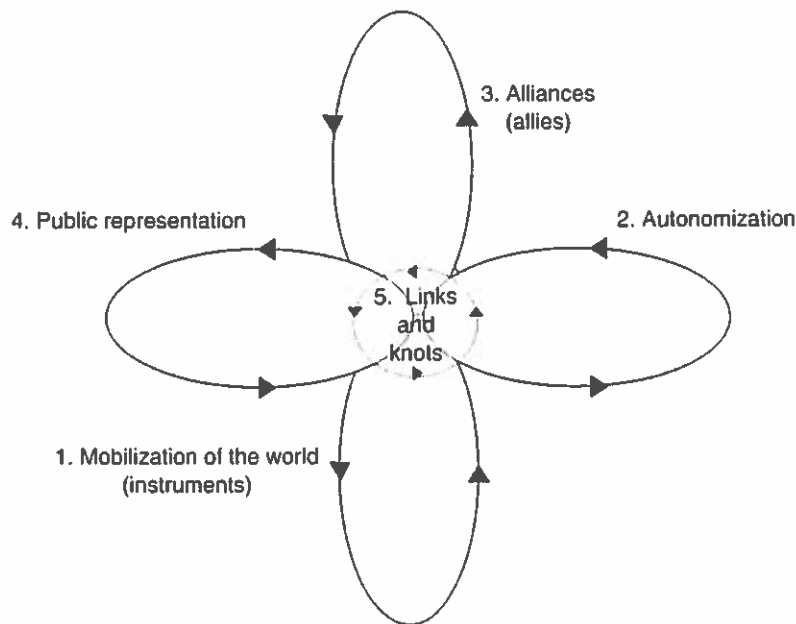 3. Alliances
(allies)
4. Public representation
2. Autonomization
5. Links
and
knots
1. Mobilization of the world
(instruments)